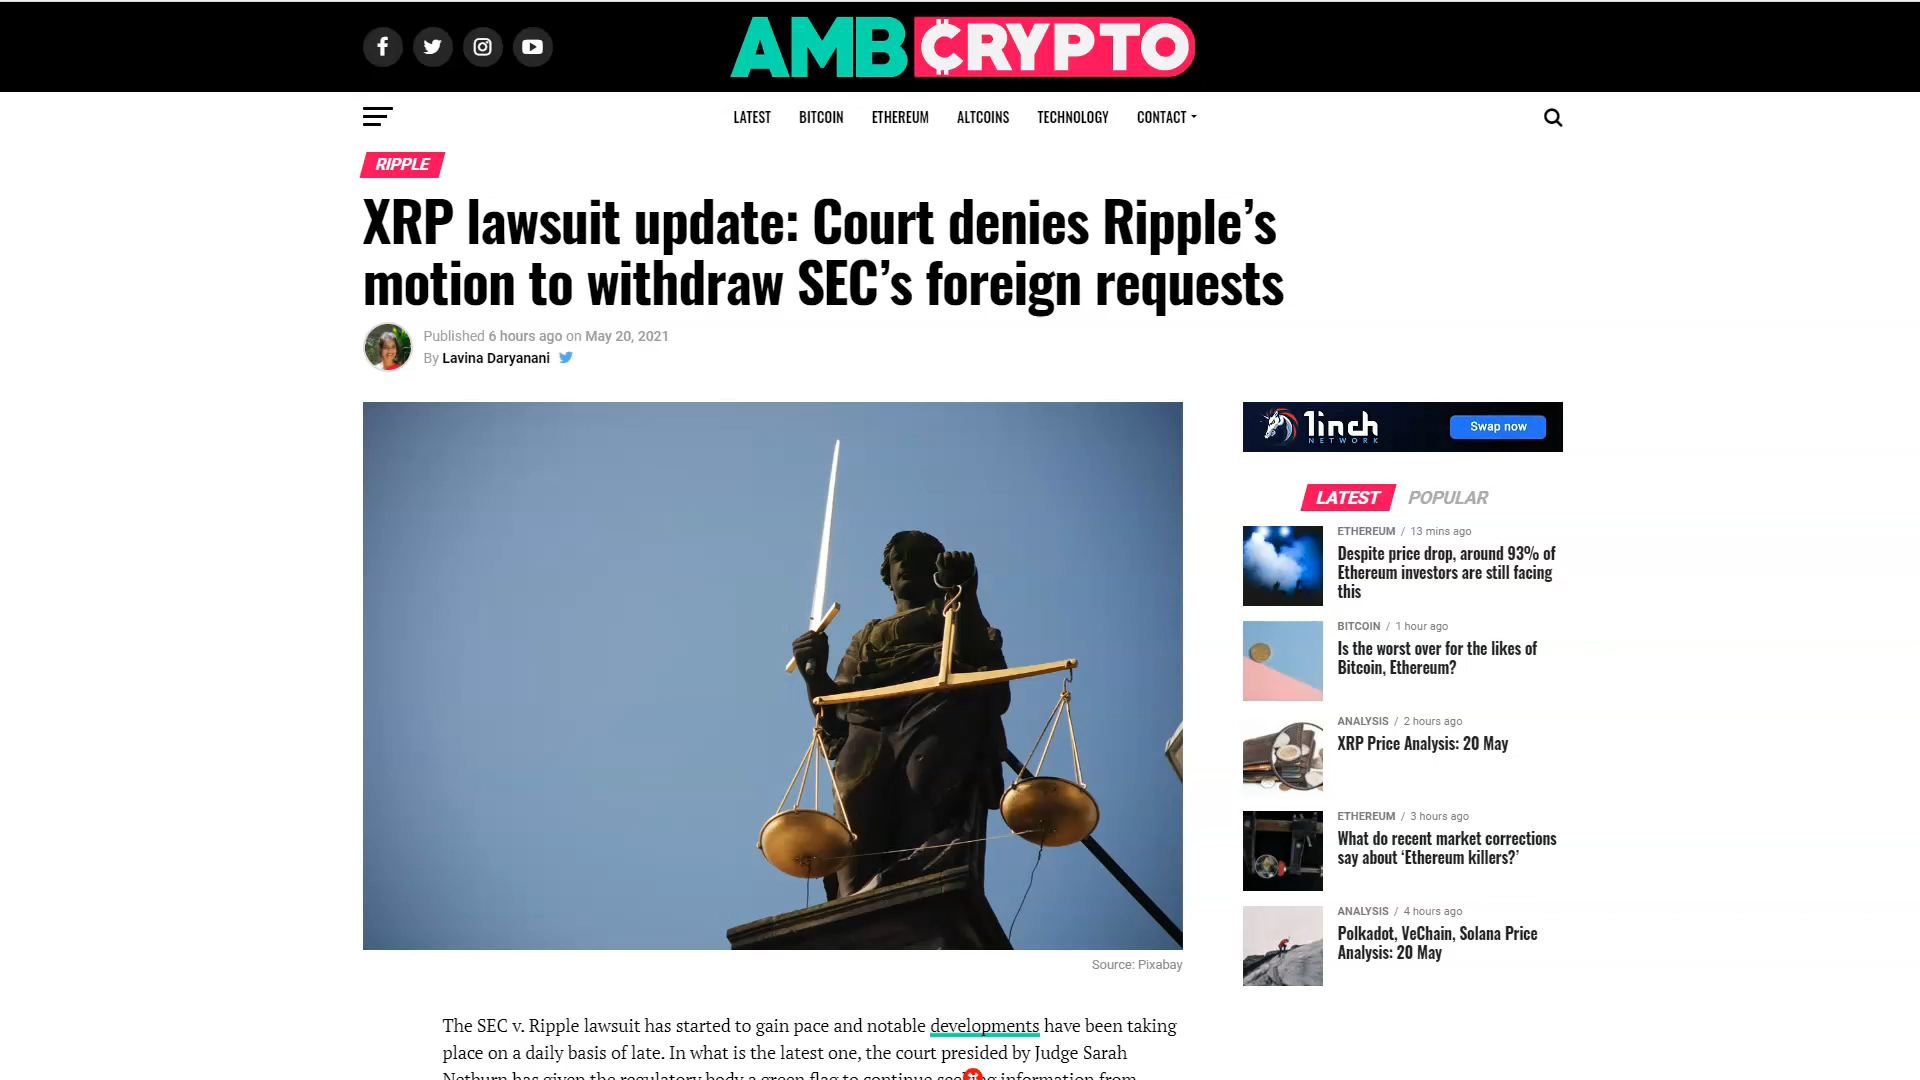 AMBCRYPTO
LATEST BITCOIN ETHEREUM ALTCOINS TECHNOLOGY CONTACT
RIPPLE
XRP lawsuit update: Court denies Ripple’s
motion to withdraw SEC’s foreign requests
Published 6 hours ago on May 20, 2021
By Lavina Daryanani
Source: Pixabay
The SEC v. Ripple lawsuit has started to gain pace and notable developments have been taking
place on a daily basis of late. In what is the latest one, the court presided by Judge Sarah
Netburn has given the regulatory body a green flag to continue information from
1inch
NETWORK
Swap now
LATEST POPULAR
ETHEREUM / 13 mins ago
Despite price drop, around 93% of
Ethereum investors are still facing
this
BITCOIN / 1 hour ago
Is the worst over for the likes of
Bitcoin, Ethereum?
ANALYSIS / 2 hours ago
XRP Price Analysis: 20 May
ETHEREUM / 3 hours ago
What do recent market corrections
say about ‘Ethereum killers?’
ANALYSIS / 4 hours ago
Polkadot, VeChain, Solana Price
Analysis: 20 May